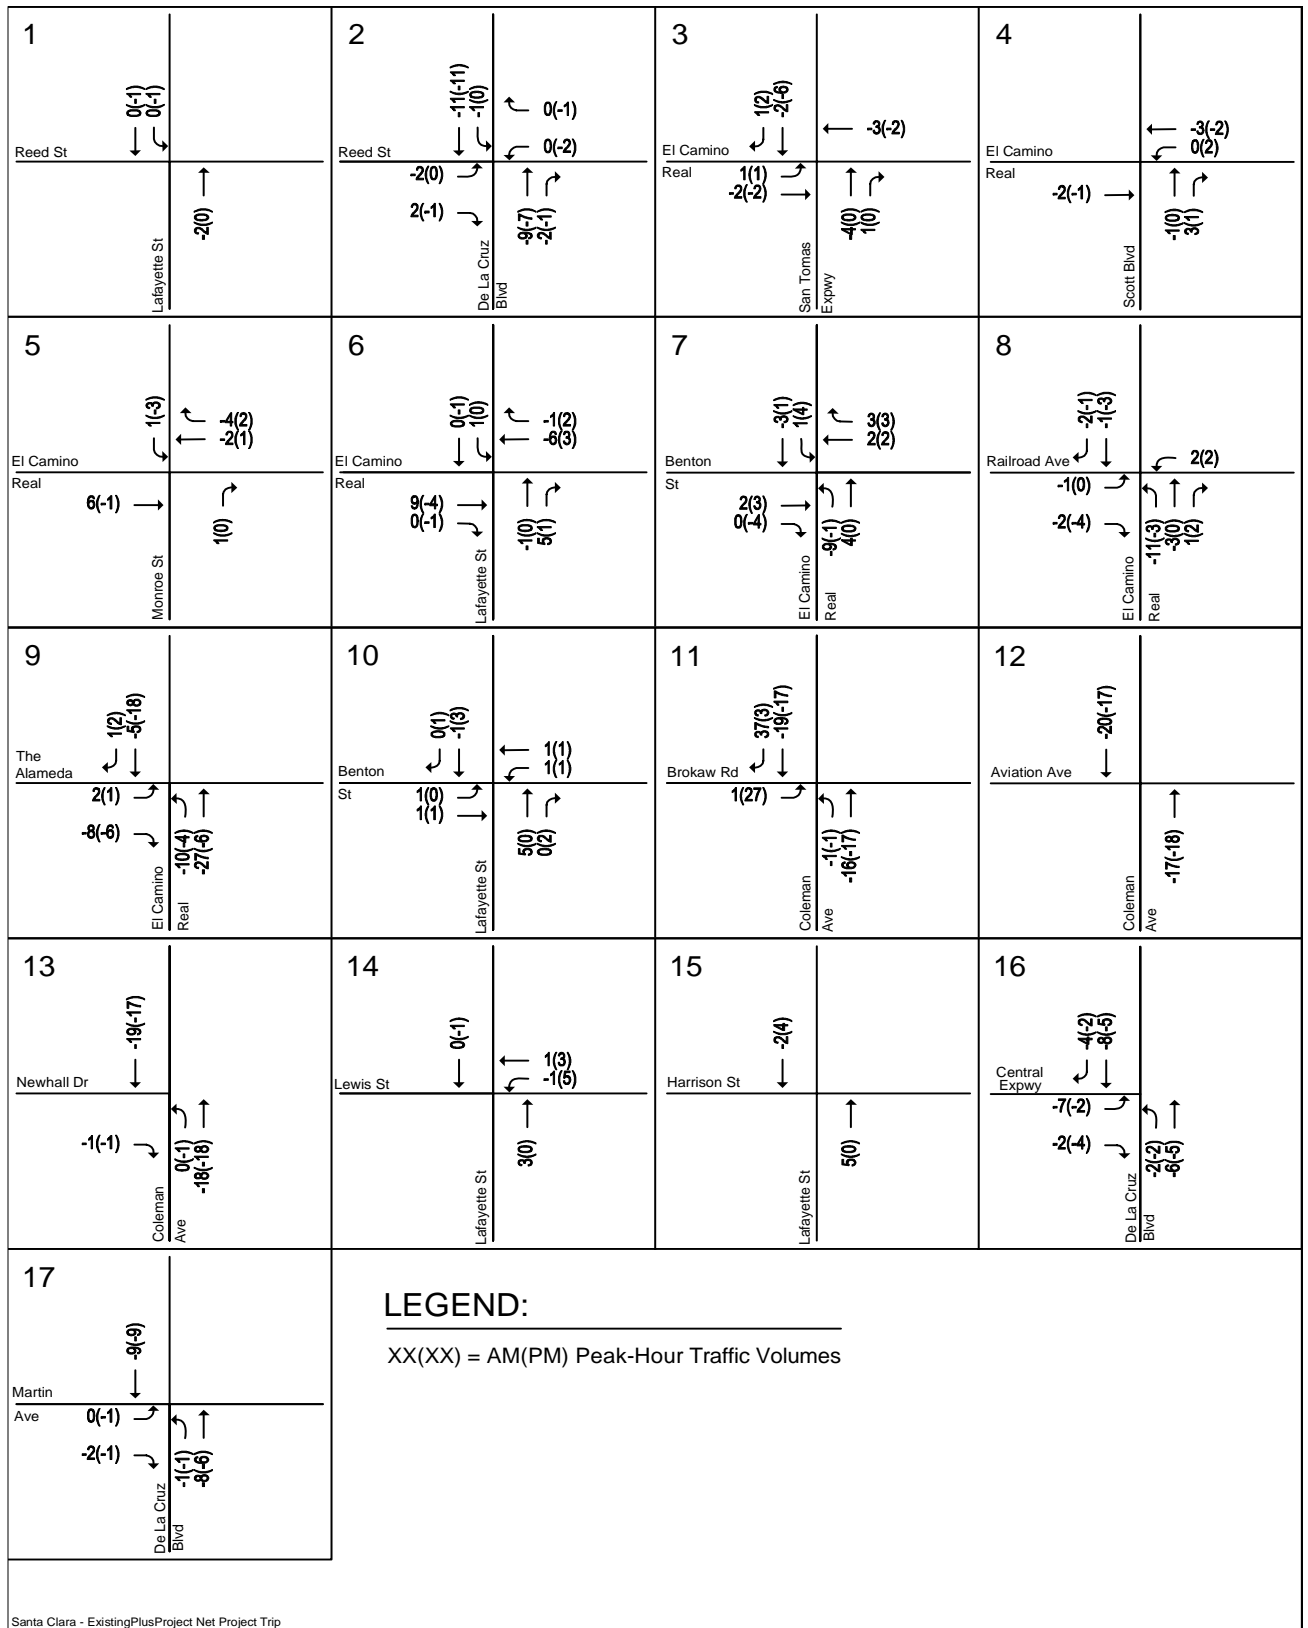 1
0(-1)
0(-1)
Reed St
-2(0)
Lafayette St
2
-11(-11)
-1(0)
0(-1)
0(-2)
Reed St
-2(0)
2(-1)
-9(-7)
-2(-1)
De La Cruz
Blvd
3
1(2)
-2(-6)
-3(-2)
El Camino
Real
1(1)
-2(-2)
-4(0)
1(0)
San Tomas
Expwy
4
-3(-2)
0(2)
El Camino
Real
-2(-1)
-1(0)
3(1)
Scott Blvd
5
1(-3)
-4(2)
-2(1)
El Camino
Real
6(-1)
1(0)
Monroe St
6
0(-1)
1(0)
-1(2)
-6(3)
El Camino
Real
9(-4)
0(-1)
-1(0)
5(1)
Lafayette St
7
-3(1)
1(4)
3(3)
2(2)
Benton
St
2(3)
0(-4)
-9(-1)
4(0)
El Camino
Real
8
-2(-1)
-1(-3)
2(2)
Railroad Ave
-1(0)
-2(-4)
-11(-3)
-3(0)
1(2)
El Camino
Real
9
1(2)
-5(-18)
The
Alameda
2(1)
-8(-6)
-10(-4)
-27(-6)
El Camino
Real
10
0(1)
-1(3)
1(1)
1(1)
Benton
St
1(0)
1(1)
5(0)
0(2)
Lafayette St
11
37(3)
-19(-17)
Brokaw Rd
1(27)
-1(-1)
-16(-17)
Coleman
Ave
12
-20(-17)
Aviation Ave
-17(-18)
Coleman
Ave
13
-19(-17)
Newhall Dr
-1(-1)
0(-1)
-18(-18)
Coleman
Ave
14
0(-1)
1(3)
-1(5)
Lewis St
3(0)
Lafayette St
15
-2(4)
Harrison St
5(0)
Lafayette St
16
-4(-2)
-8(-5)
Central
Expwy
-7(-2)
-2(-4)
-2(-2)
-6(-5)
De La Cruz
Blvd
17
-9(-9)
Martin
Ave
0(-1)
-2(-1)
-1(-1)
-8(-6)
De La Cruz
Blvd
LEGEND:
XX(XX) = AM(PM) Peak-Hour Traffic Volumes
Santa Clara - ExistingPlusProject Net Project Trip